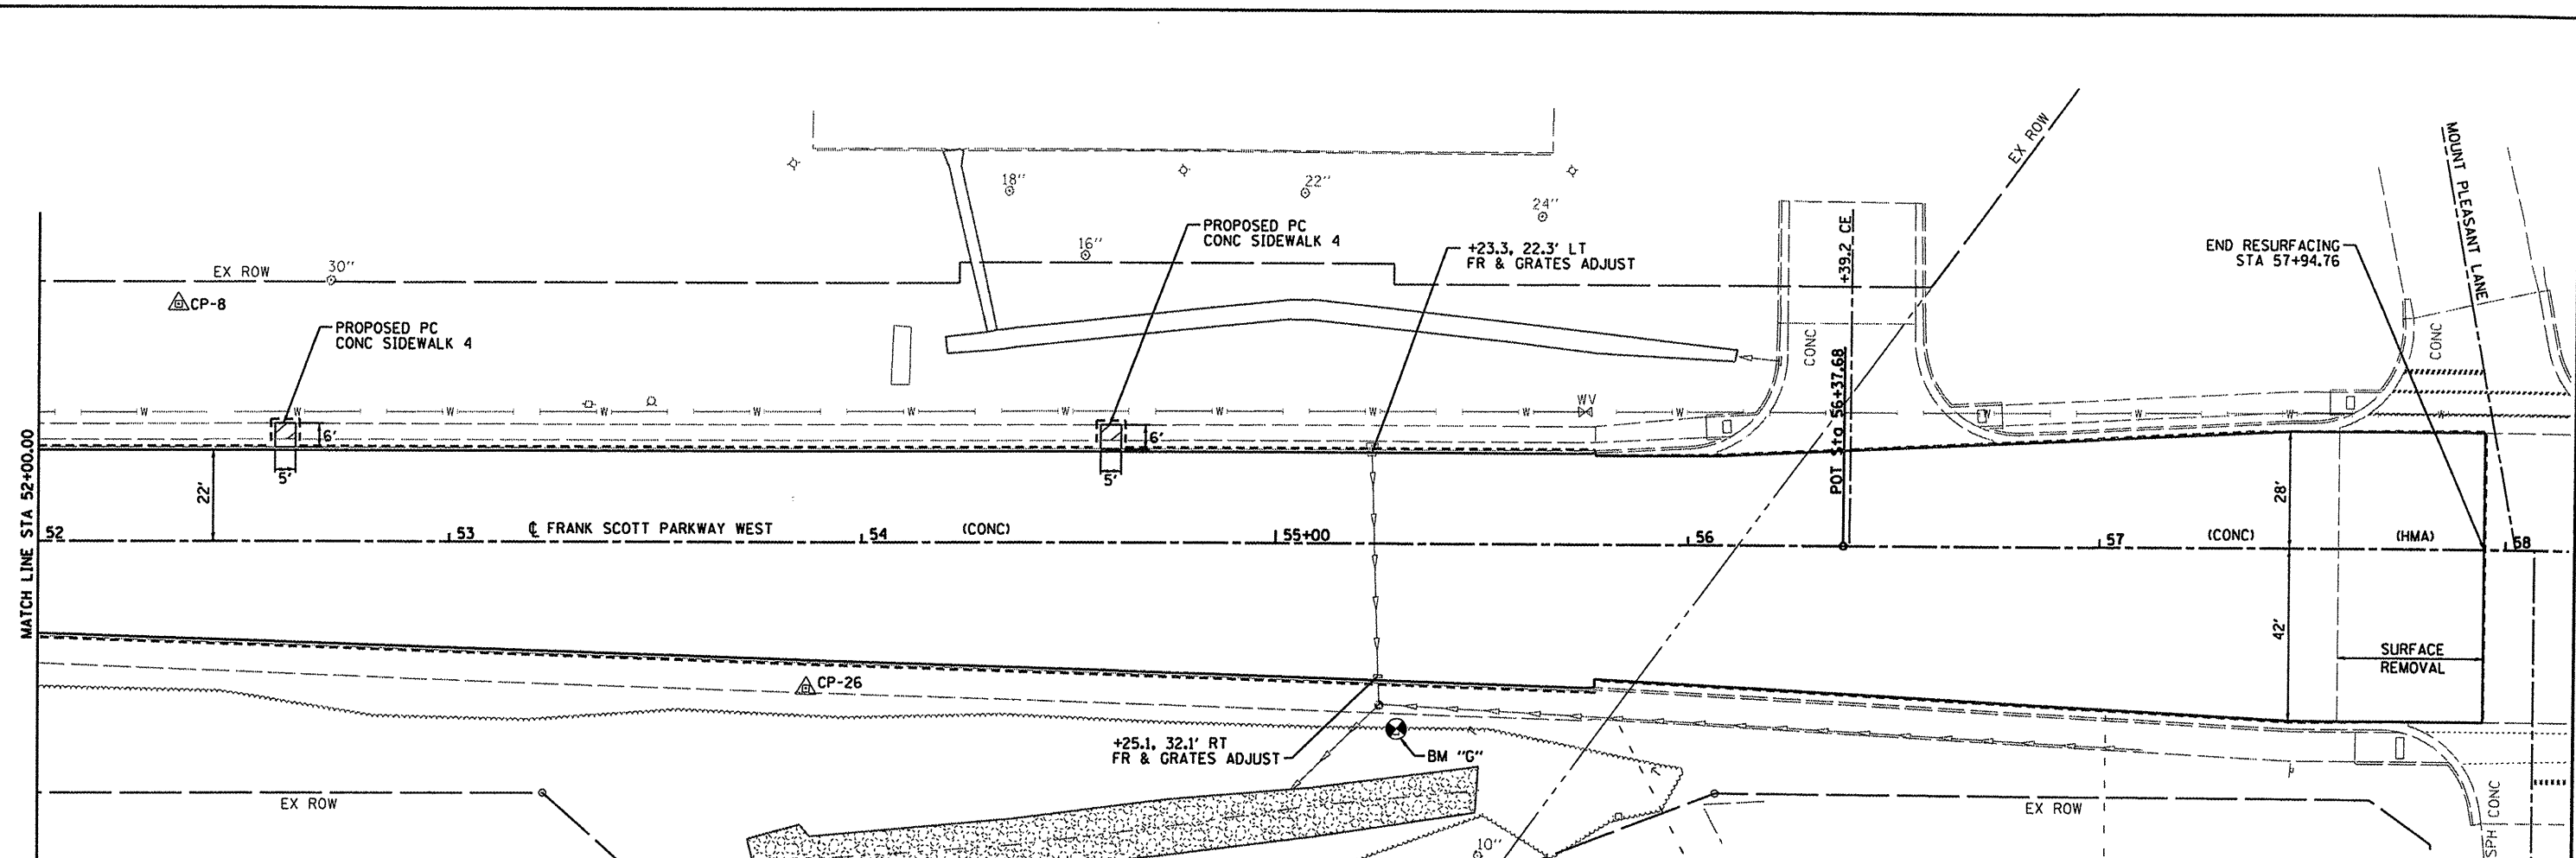 EX ROW
MOUNT PLEASANT LANE
18"
22"
24"
16"
30"
EX ROW
CP-8
PROPOSED PC
CONC SIDEWALK 4
PROPOSED PC
CONC SIDEWALK 4
+23.3, 22.3' LT
FR & GRATES ADJUST
+39.2 CE
END RESURFACING
STA 57+94.76
CONC
CONC
POT Sta 56+37.68
W W W W W W W W W W WV W W W W W
6'
5'
6'
5'
MATCH LINE STA 52+00.00
22'
28'
52
53
℄ FRANK SCOTT PARKWAY WEST
54
(CONC)
55+00
56
57
(CONC)
(HMA)
58
42'
SURFACE
REMOVAL
CP-26
+25.1, 32.1' RT
FR & GRATES ADJUST
BM "G"
P
EX ROW
EX ROW
10"
SPH CONC